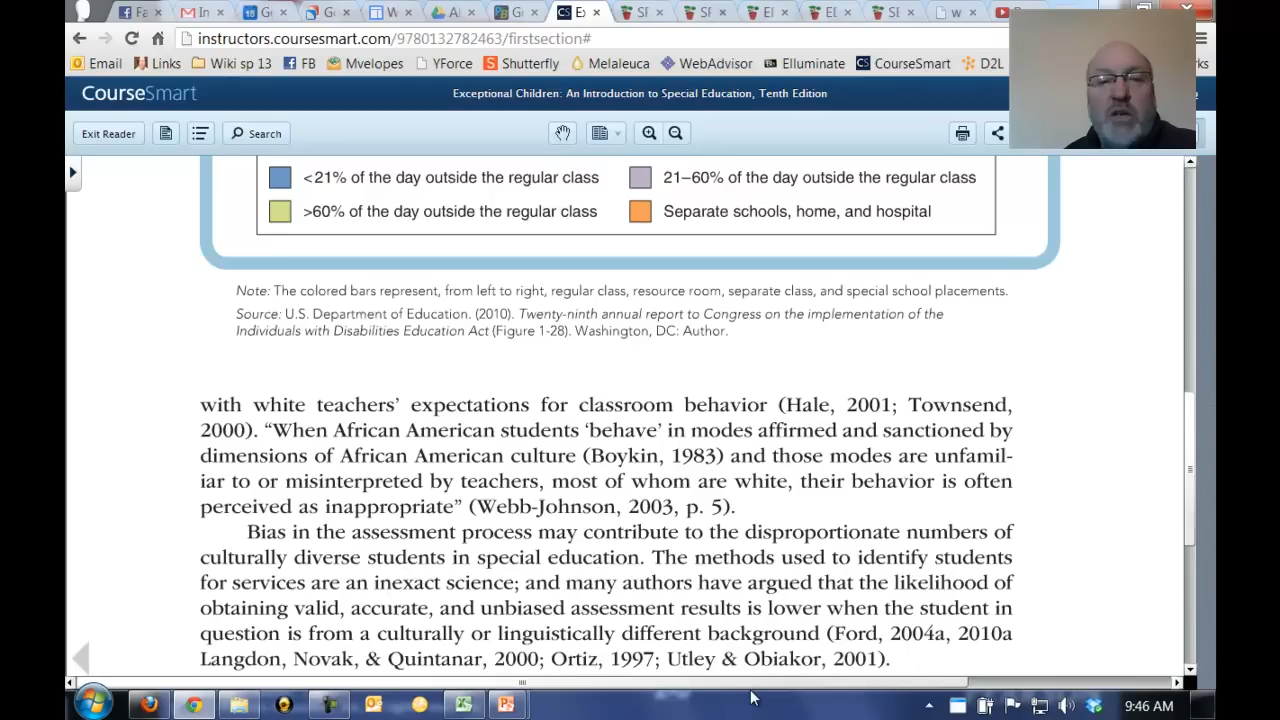 Fa
In
G
G
W
Al
G
Ex
SF
SF
El
EL
SE
w
instructors.coursesmart.com/9780132782463/firstsection#
Email
Links
Wiki sp 13
FB
Mvelopes
YForce
Shutterfly
Melaleuca
WebAdvisor
Elluminate
CourseSmart
D2L
CourseSmart
Exceptional Children: An Introduction to Special Education, Tenth Edition
Exit Reader
Search
<21% of the day outside the regular class
21–60% of the day outside the regular class
>60% of the day outside the regular class
Separate schools, home, and hospital
Note: The colored bars represent, from left to right, regular class, resource room, separate class, and special school placements.
Source: U.S. Department of Education. (2010). Twenty-ninth annual report to Congress on the implementation of the
Individuals with Disabilities Education Act (Figure 1-28). Washington, DC: Author.
with white teachers’ expectations for classroom behavior (Hale, 2001; Townsend,
2000). “When African American students ‘behave’ in modes affirmed and sanctioned by
dimensions of African American culture (Boykin, 1983) and those modes are unfamil-
iar to or misinterpreted by teachers, most of whom are white, their behavior is often
perceived as inappropriate” (Webb-Johnson, 2003, p. 5).
Bias in the assessment process may contribute to the disproportionate numbers of
culturally diverse students in special education. The methods used to identify students
for services are an inexact science; and many authors have argued that the likelihood of
obtaining valid, accurate, and unbiased assessment results is lower when the student in
question is from a culturally or linguistically different background (Ford, 2004a, 2010a
Langdon, Novak, & Quintanar, 2000; Ortiz, 1997; Utley & Obiakor, 2001).
9:46 AM